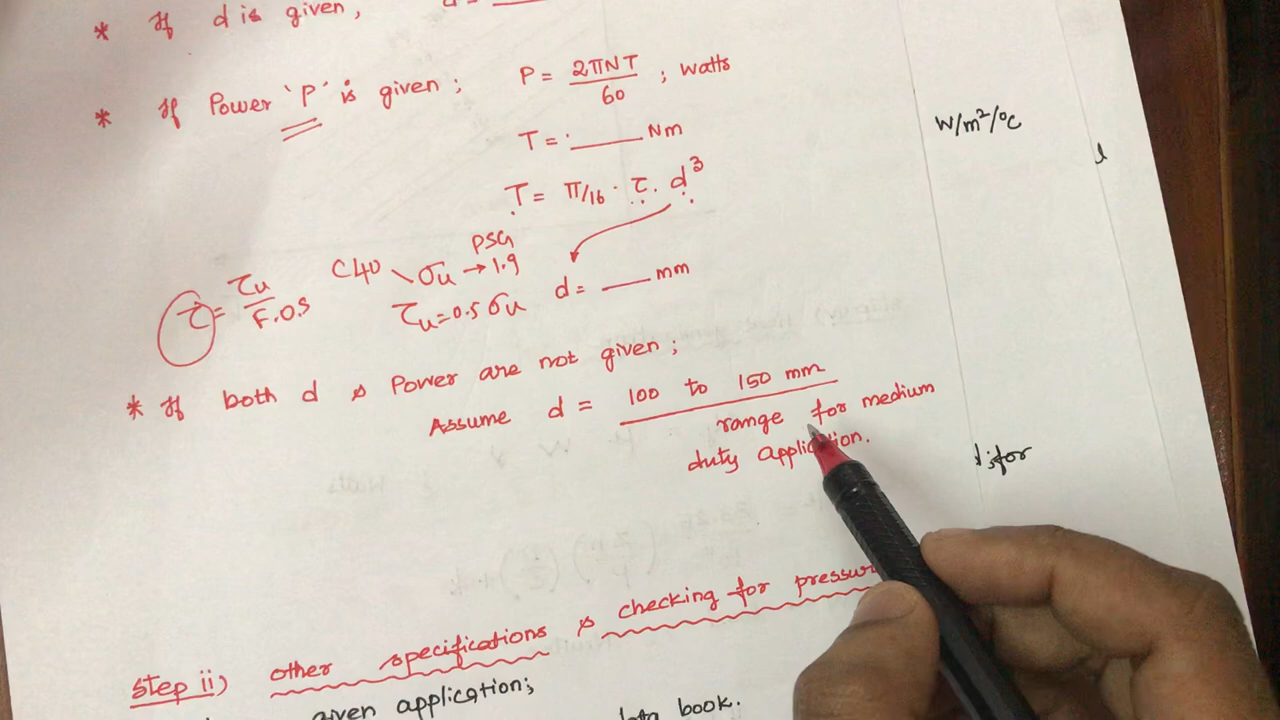 * If d is given, d =
* If Power 'P' is given; P = 2πNT/60 ; watts
W/m²/°C
T = ____ Nm
T = π/16 · τ · d³
PSG
C40 σu → 1.9
τ = τu/F.O.S
τu = 0.5 σu
d = ____ mm
* If both d & Power are not given;
Assume d = 100 to 150 mm
range for medium
duty application.
Step ii) other specifications & checking for
given application;
book.